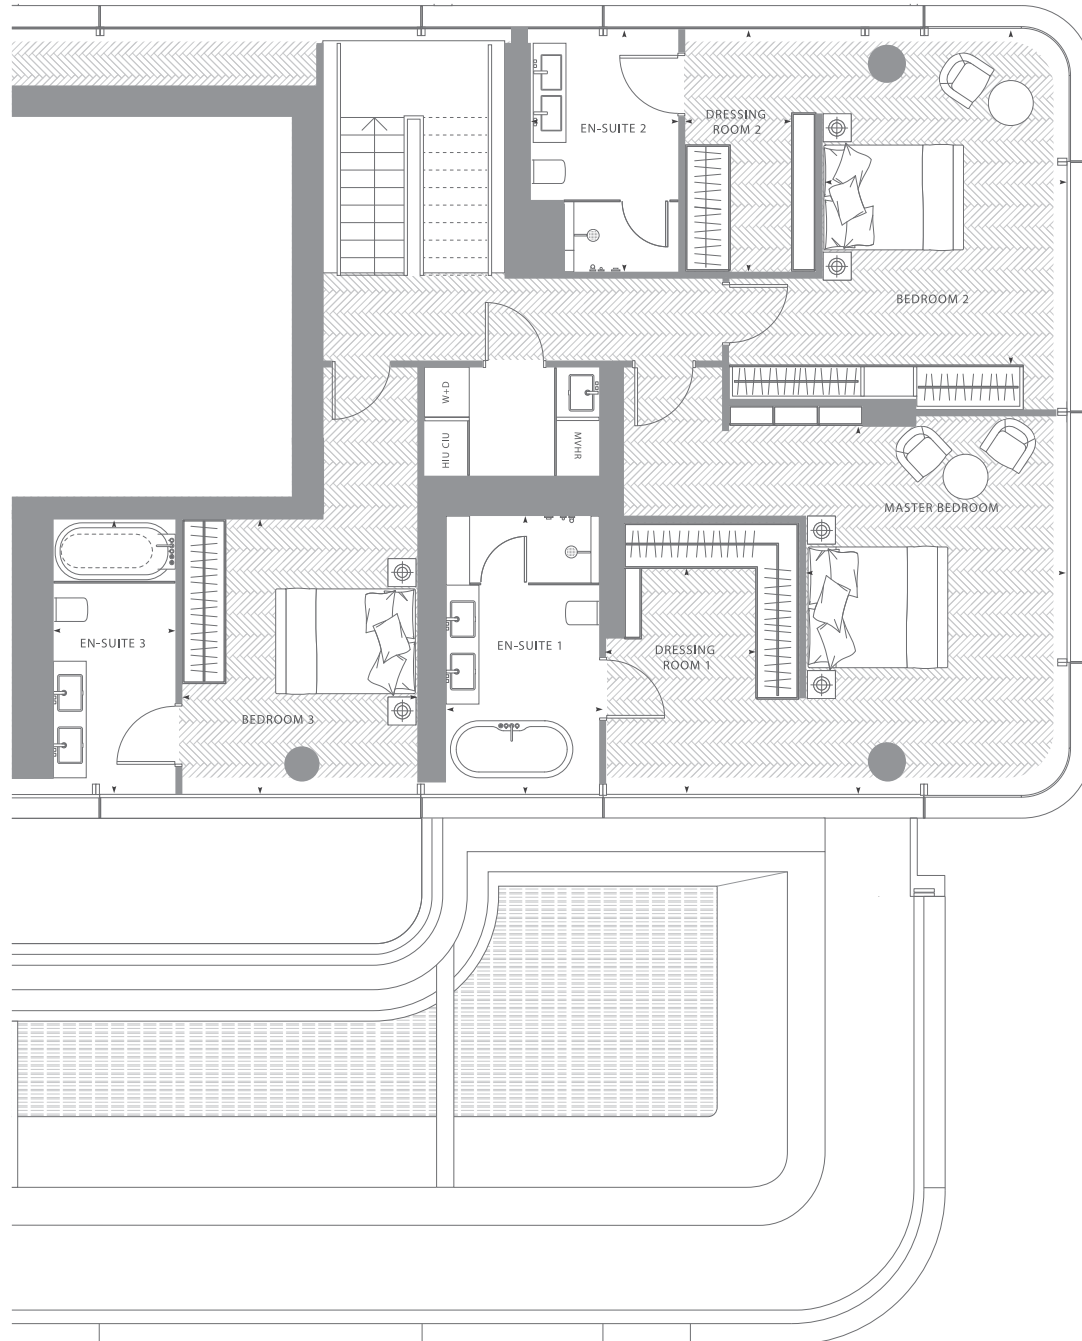 EN-SUITE 2
DRESSING
ROOM 2
BEDROOM 2
W+D
HIU CIU
MVHR
MASTER BEDROOM
EN-SUITE 3
BEDROOM 3
EN-SUITE 1
DRESSING
ROOM 1